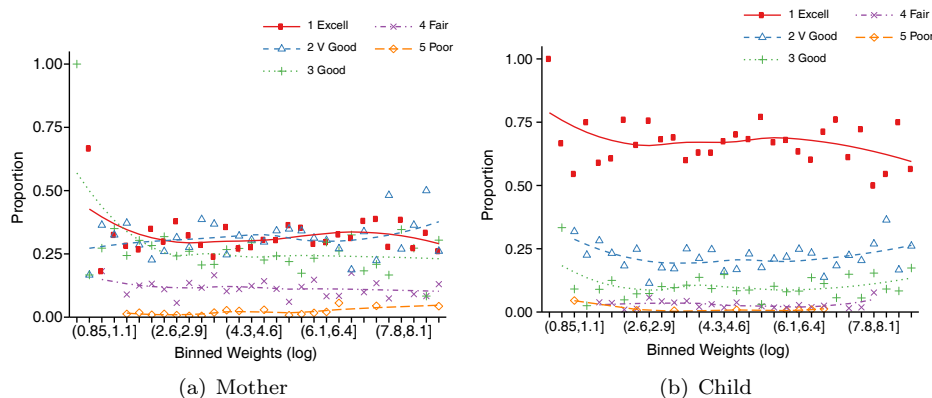 1 Excell
2 V Good
3 Good
4 Fair
5 Poor
Proportion
1.00
0.75
0.50
0.25
0.00
(0.85,1.1]
(2.6,2.9]
(4.3,4.6]
(6.1,6.4]
(7.8,8.1]
Binned Weights (log)
(a) Mother
1 Excell
2 V Good
3 Good
4 Fair
5 Poor
Proportion
1.00
0.75
0.50
0.25
0.00
(0.85,1.1]
(2.6,2.9]
(4.3,4.6]
(6.1,6.4]
(7.8,8.1]
Binned Weights (log)
(b) Child